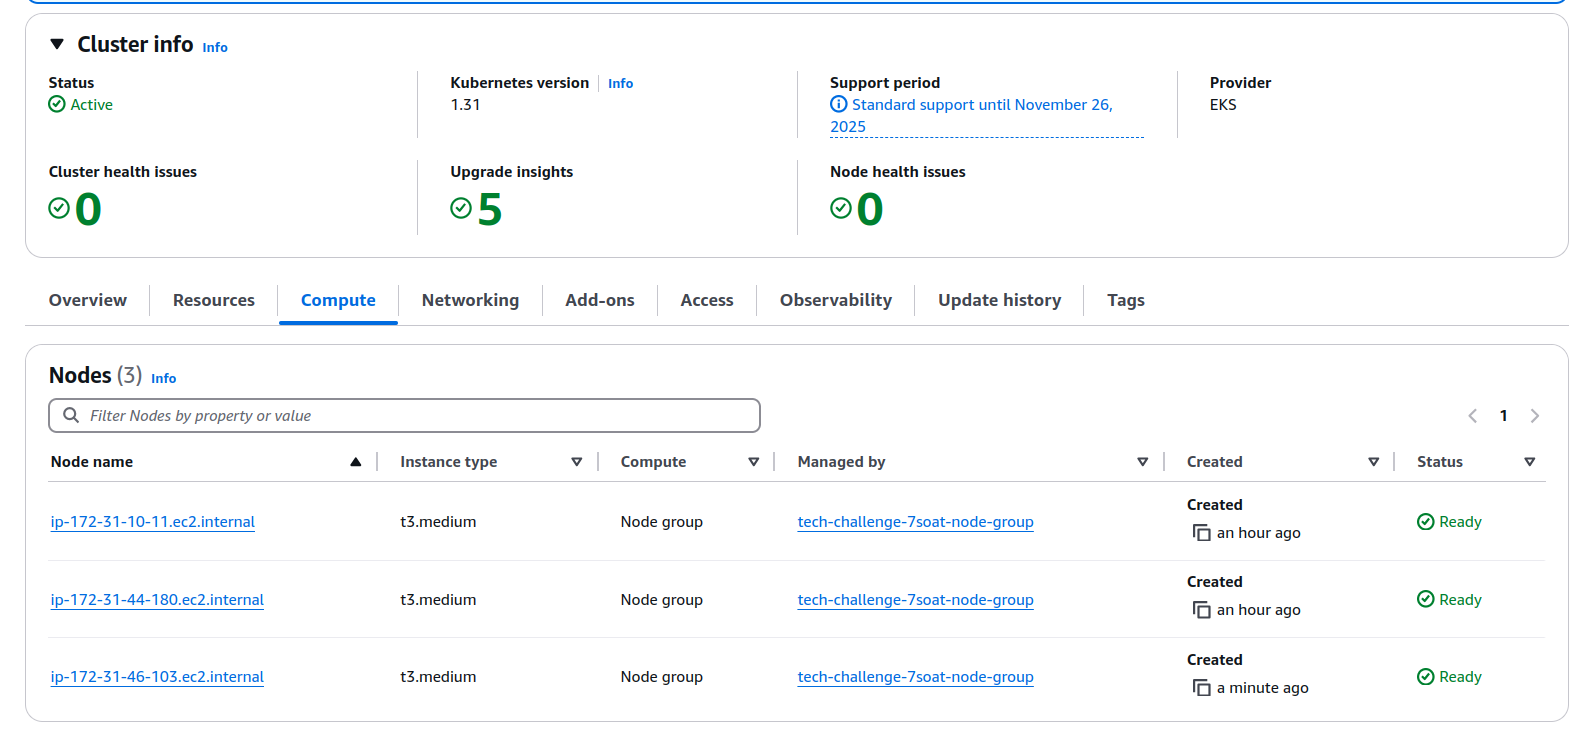 Cluster info Info
Status
Active
Kubernetes version Info
1.31
Support period
Standard support until November 26,
2025
Provider
EKS
Cluster health issues
0
Upgrade insights
5
Node health issues
0
Overview Resources Compute Networking Add-ons Access Observability Update history Tags
Nodes (3) Info
Filter Nodes by property or value
1
Node name Instance type Compute Managed by Created Status
ip-172-31-10-11.ec2.internal t3.medium Node group tech-challenge-7soat-node-group Created
an hour ago Ready
ip-172-31-44-180.ec2.internal t3.medium Node group tech-challenge-7soat-node-group Created
an hour ago Ready
ip-172-31-46-103.ec2.internal t3.medium Node group tech-challenge-7soat-node-group Created
a minute ago Ready